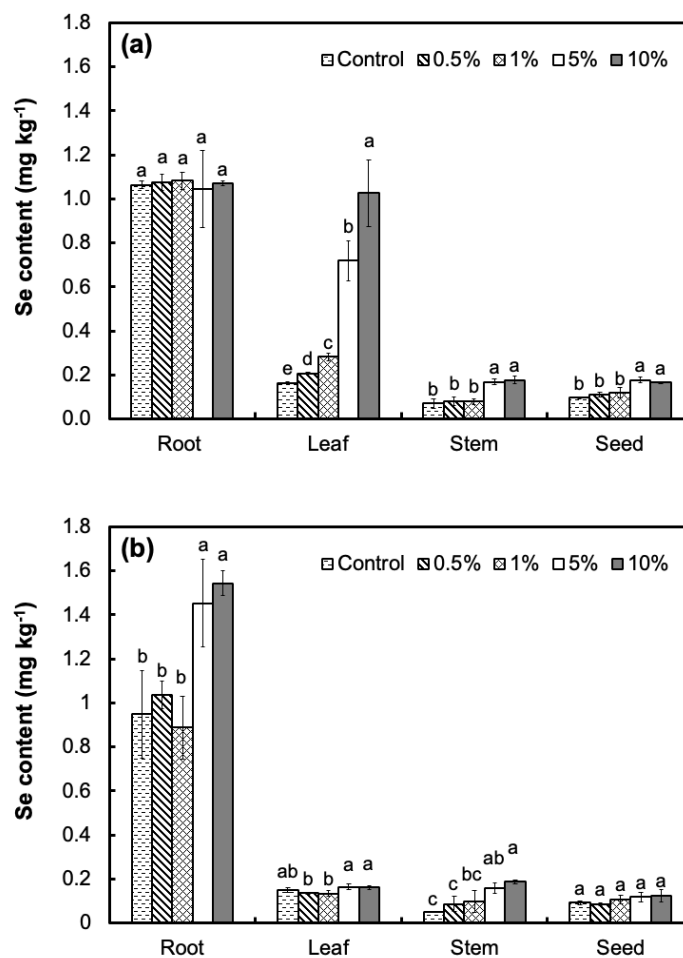 1.8
(a)
Control 0.5% 1% 5% 10%
1.6
1.4
1.2
1.0
0.8
0.6
0.4
0.2
0.0
Se content (mg kg⁻¹)
a a a a a
e d c b a
b b b a a
b b b a a
Root Leaf Stem Seed
1.8
(b)
Control 0.5% 1% 5% 10%
1.6
1.4
1.2
1
0.8
0.6
0.4
0.2
0
Se content (mg kg⁻¹)
b b b a a
ab b b a a
c c bc ab a
a a a a a
Root Leaf Stem Seed